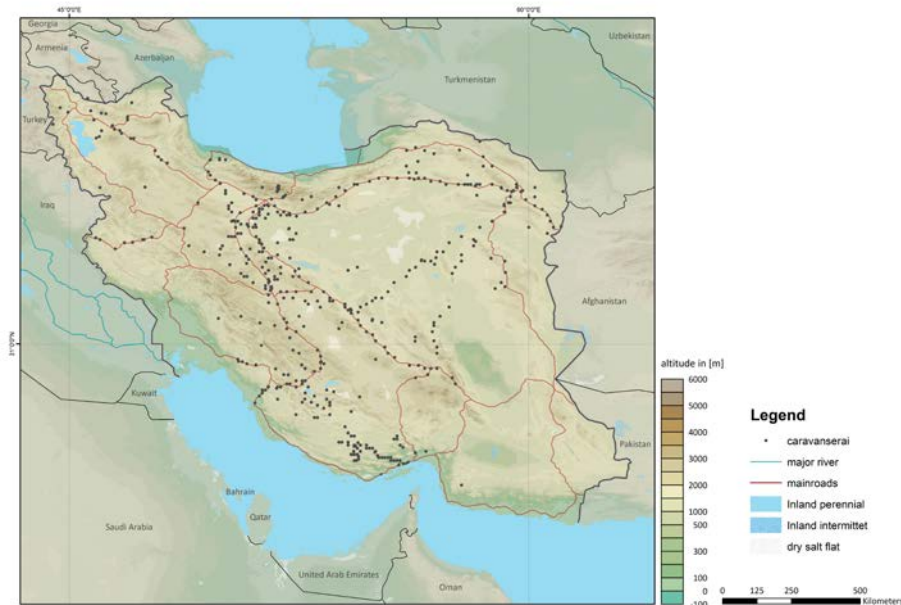 45°0'0"E
60°0'0"E
Georgia
Uzbekistan
Armenia
Azerbaijan
Turkmenistan
Turkey
Iraq
Afghanistan
Kuwait
Pakistan
Bahrain
Qatar
Saudi Arabia
United Arab Emirates
Oman
altitude in [m]
6000
5000
4000
3000
2000
1000
500
300
100
0
-100
Legend
caravanserai
major river
mainroads
Inland perennial
Inland intermittet
dry salt flat
0 125 250 500
Kilometers